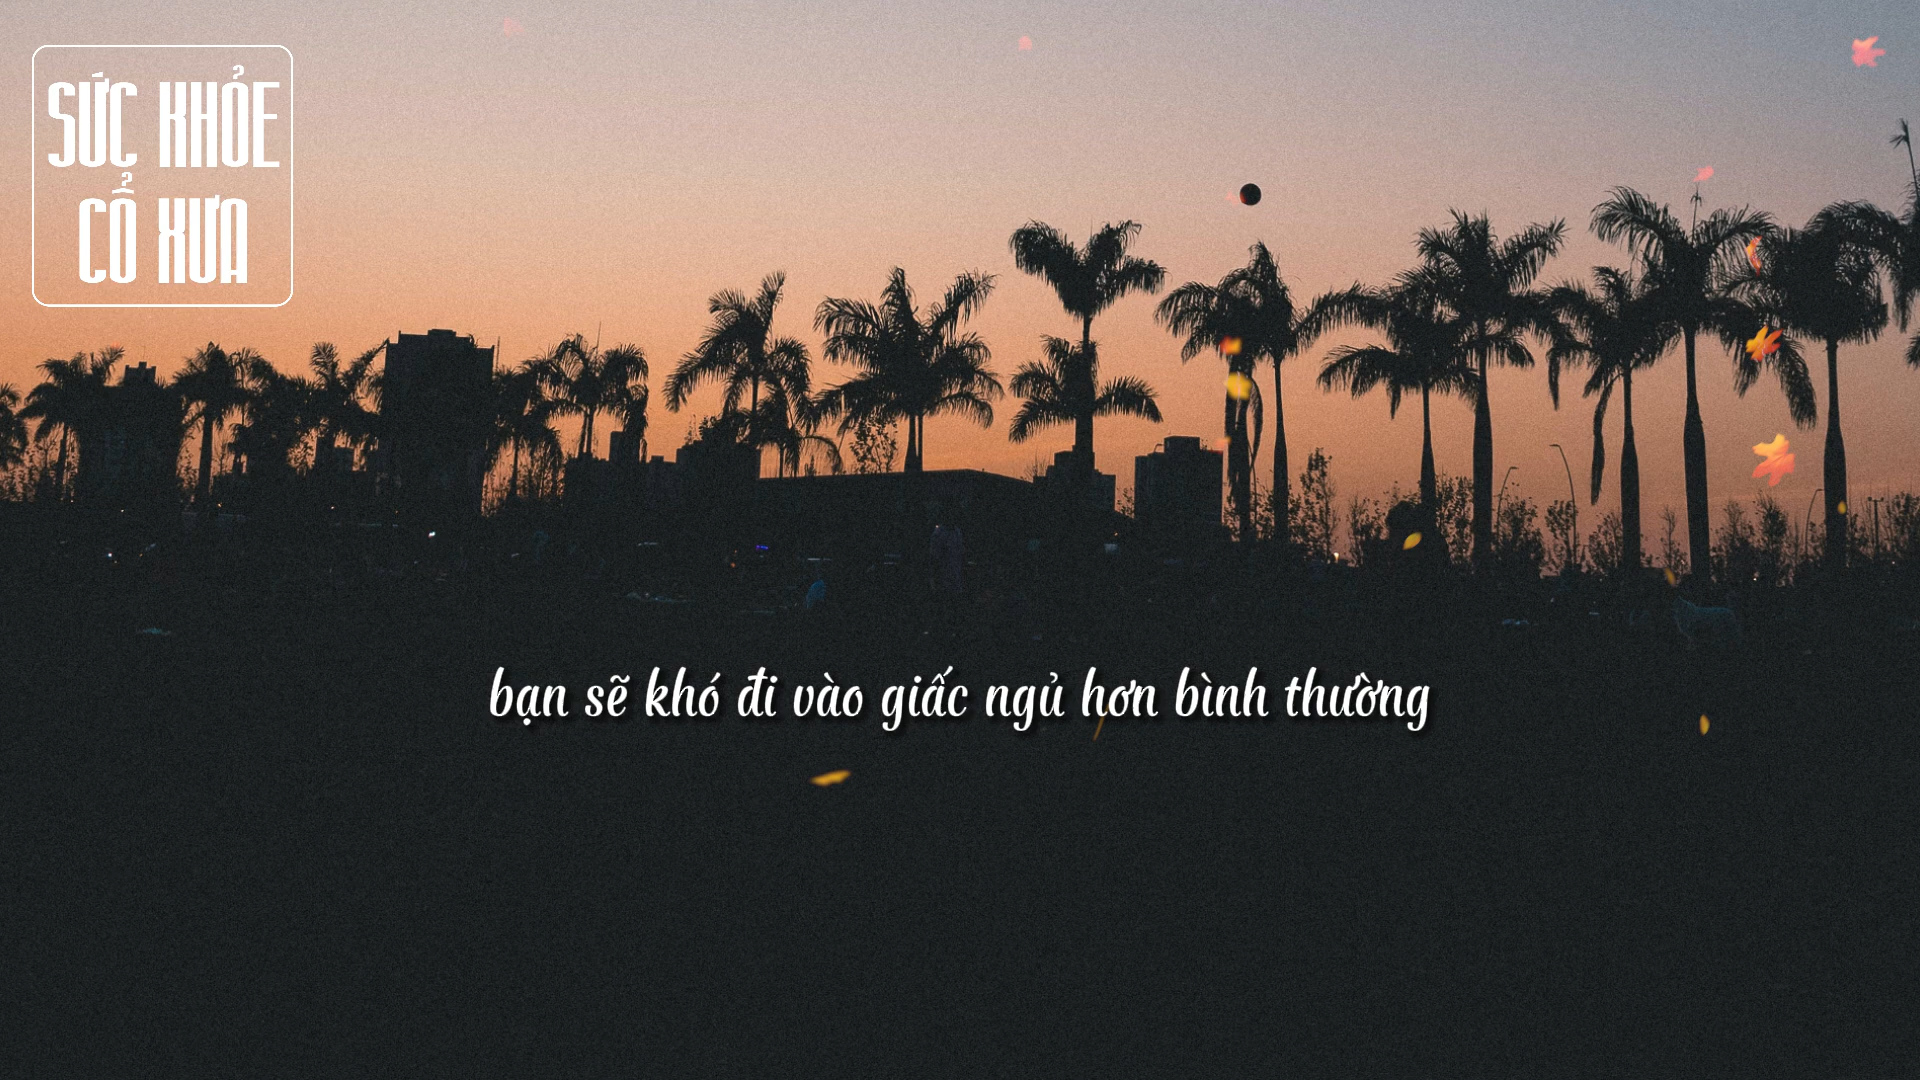 SỨC KHỎE
CỔ XƯA
bạn sẽ khó đi vào giấc ngủ hơn bình thường